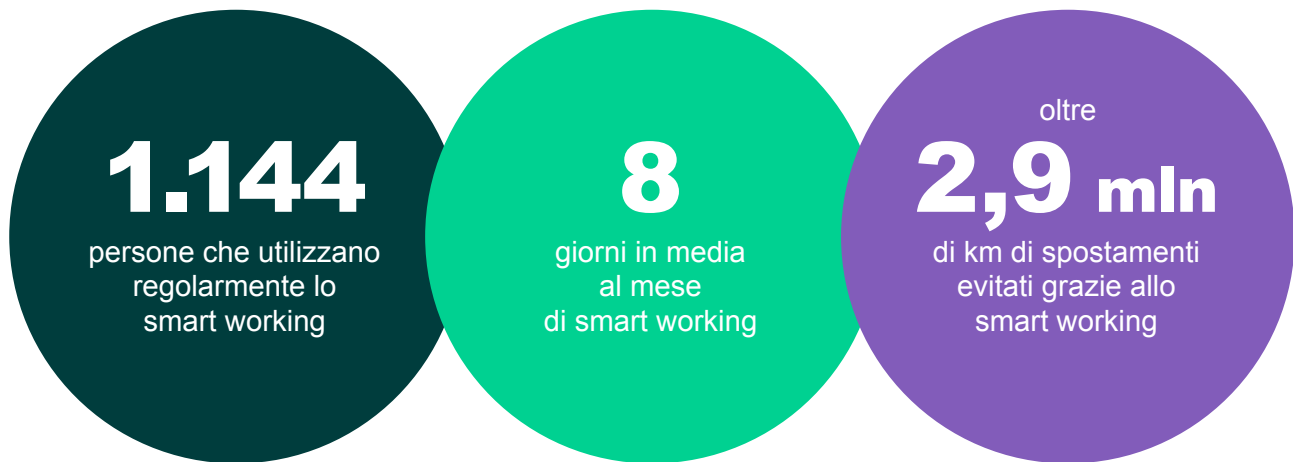 1.144
persone che utilizzano
regolarmente lo
smart working
8
giorni in media
al mese
di smart working
oltre
2,9 mln
di km di spostamenti
evitati grazie allo
smart working